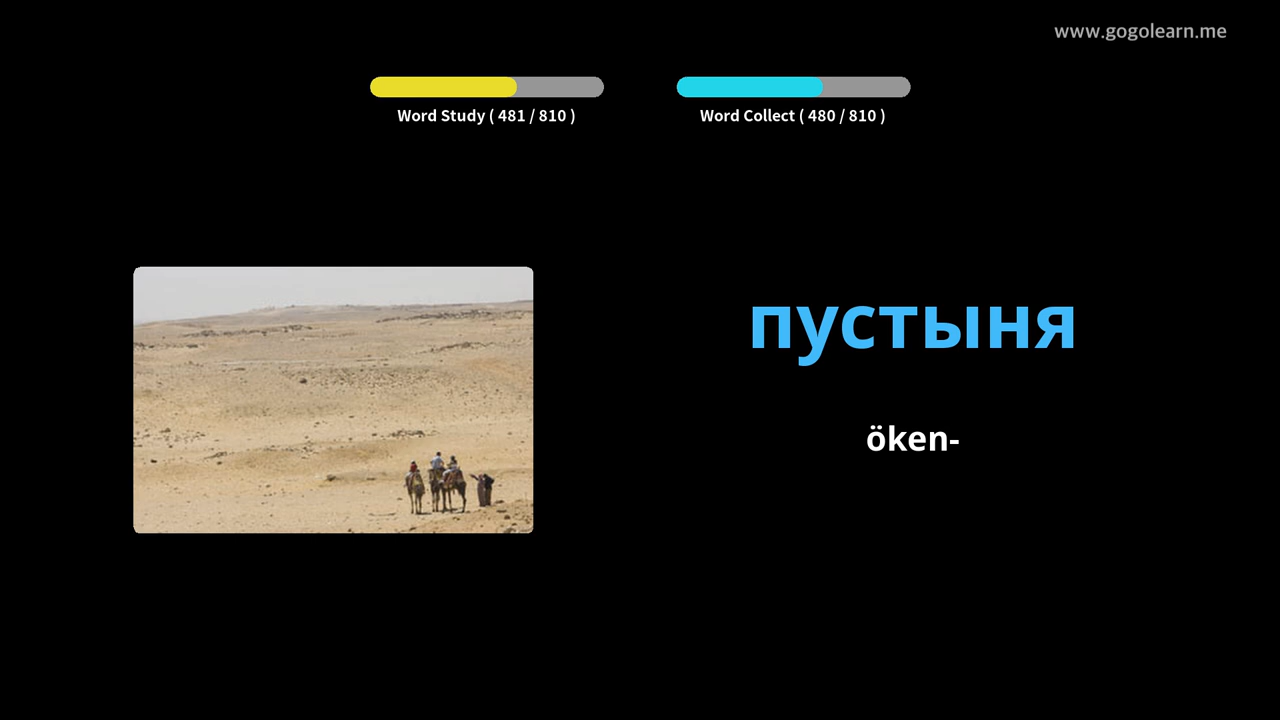 www.gogolearn.me
Word Study ( 481 / 810 )
Word Collect ( 480 / 810 )
пустыня
öken-